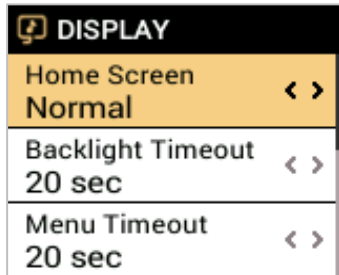 DISPLAY
Home Screen
Normal
Backlight Timeout
20 sec
Menu Timeout
20 sec